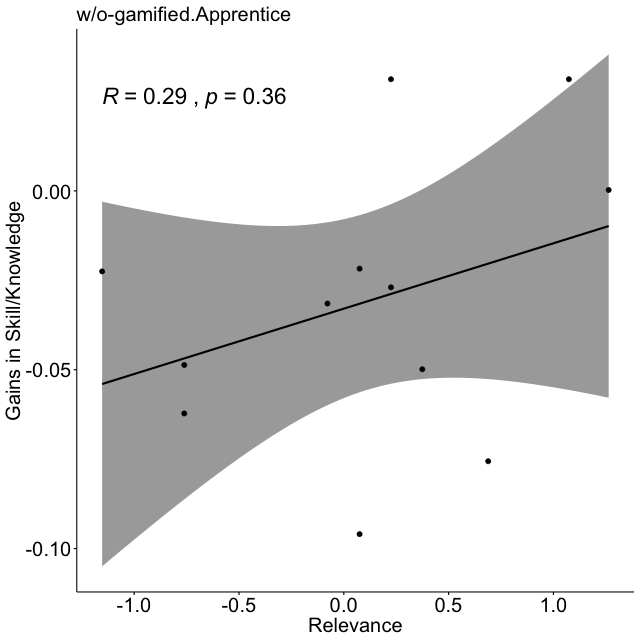 w/o-gamified.Apprentice
R = 0.29 , p = 0.36
Gains in Skill/Knowledge
0.00
-0.05
-0.10
-1.0 -0.5 0.0 0.5 1.0
Relevance